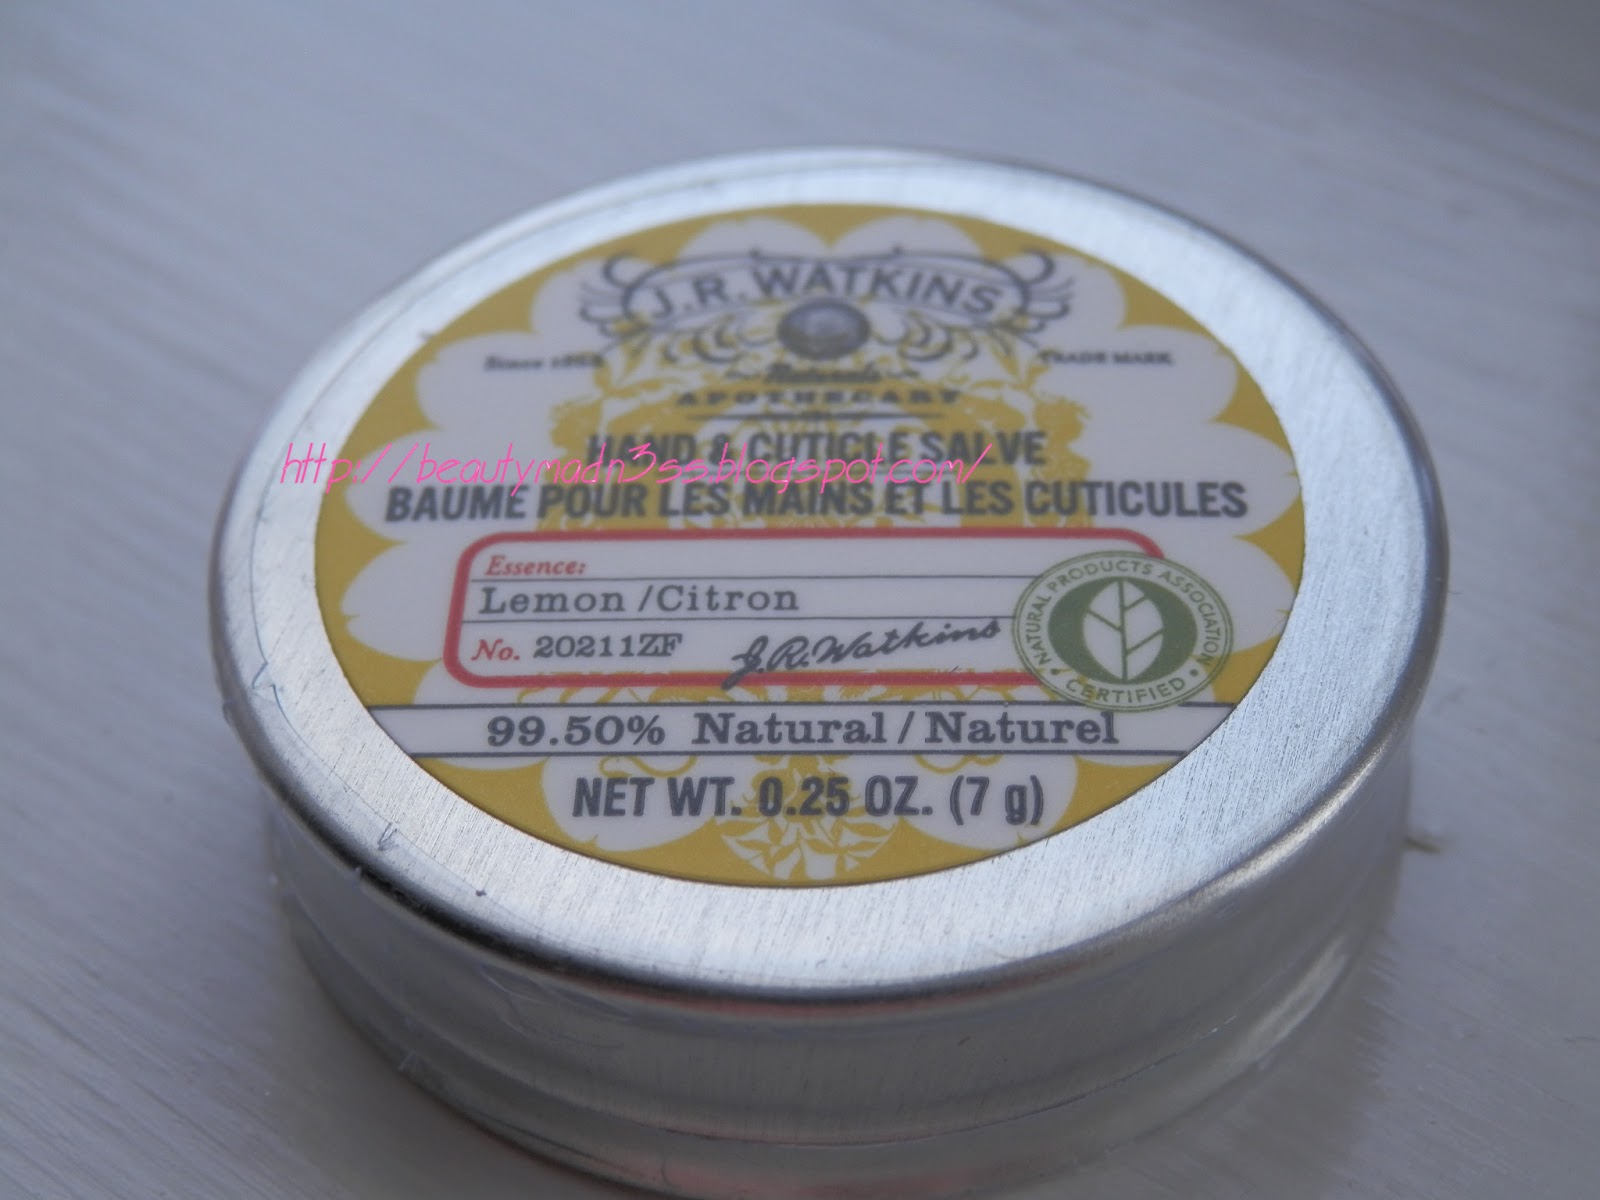 J.R. WATKINS
Since 1868 TRADE MARK
Naturals
APOTHECARY
HAND & CUTICLE SALVE
http://beautymadn3ss.blogspot.com/
BAUME POUR LES MAINS ET LES CUTICULES
Essence:
Lemon /Citron
No. 20211ZF J.R. Watkins
NATURAL PRODUCTS ASSOCIATION
• CERTIFIED •
99.50% Natural / Naturel
NET WT. 0.25 OZ. (7 g)